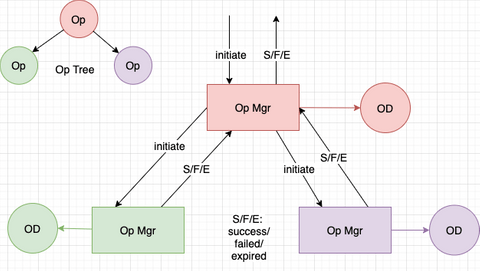 Op
Op
Op
Op Tree
initiate
S/F/E
Op Mgr
OD
initiate
S/F/E
S/F/E
initiate
OD
Op Mgr
S/F/E:
success/
failed/
expired
Op Mgr
OD